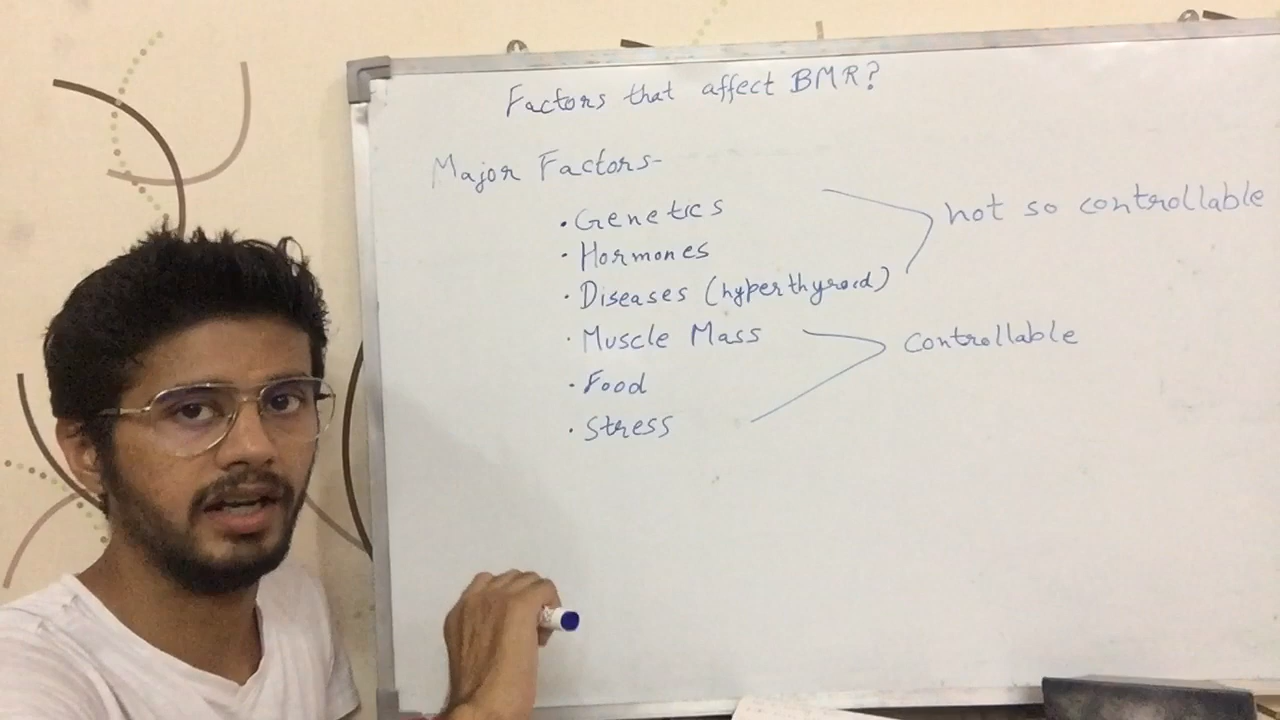 Factors that affect BMR?
Major Factors-
• Genetics
• Hormones
• Diseases (hyperthyroid)
not so controllable
• Muscle Mass
• Food
• Stress
controllable